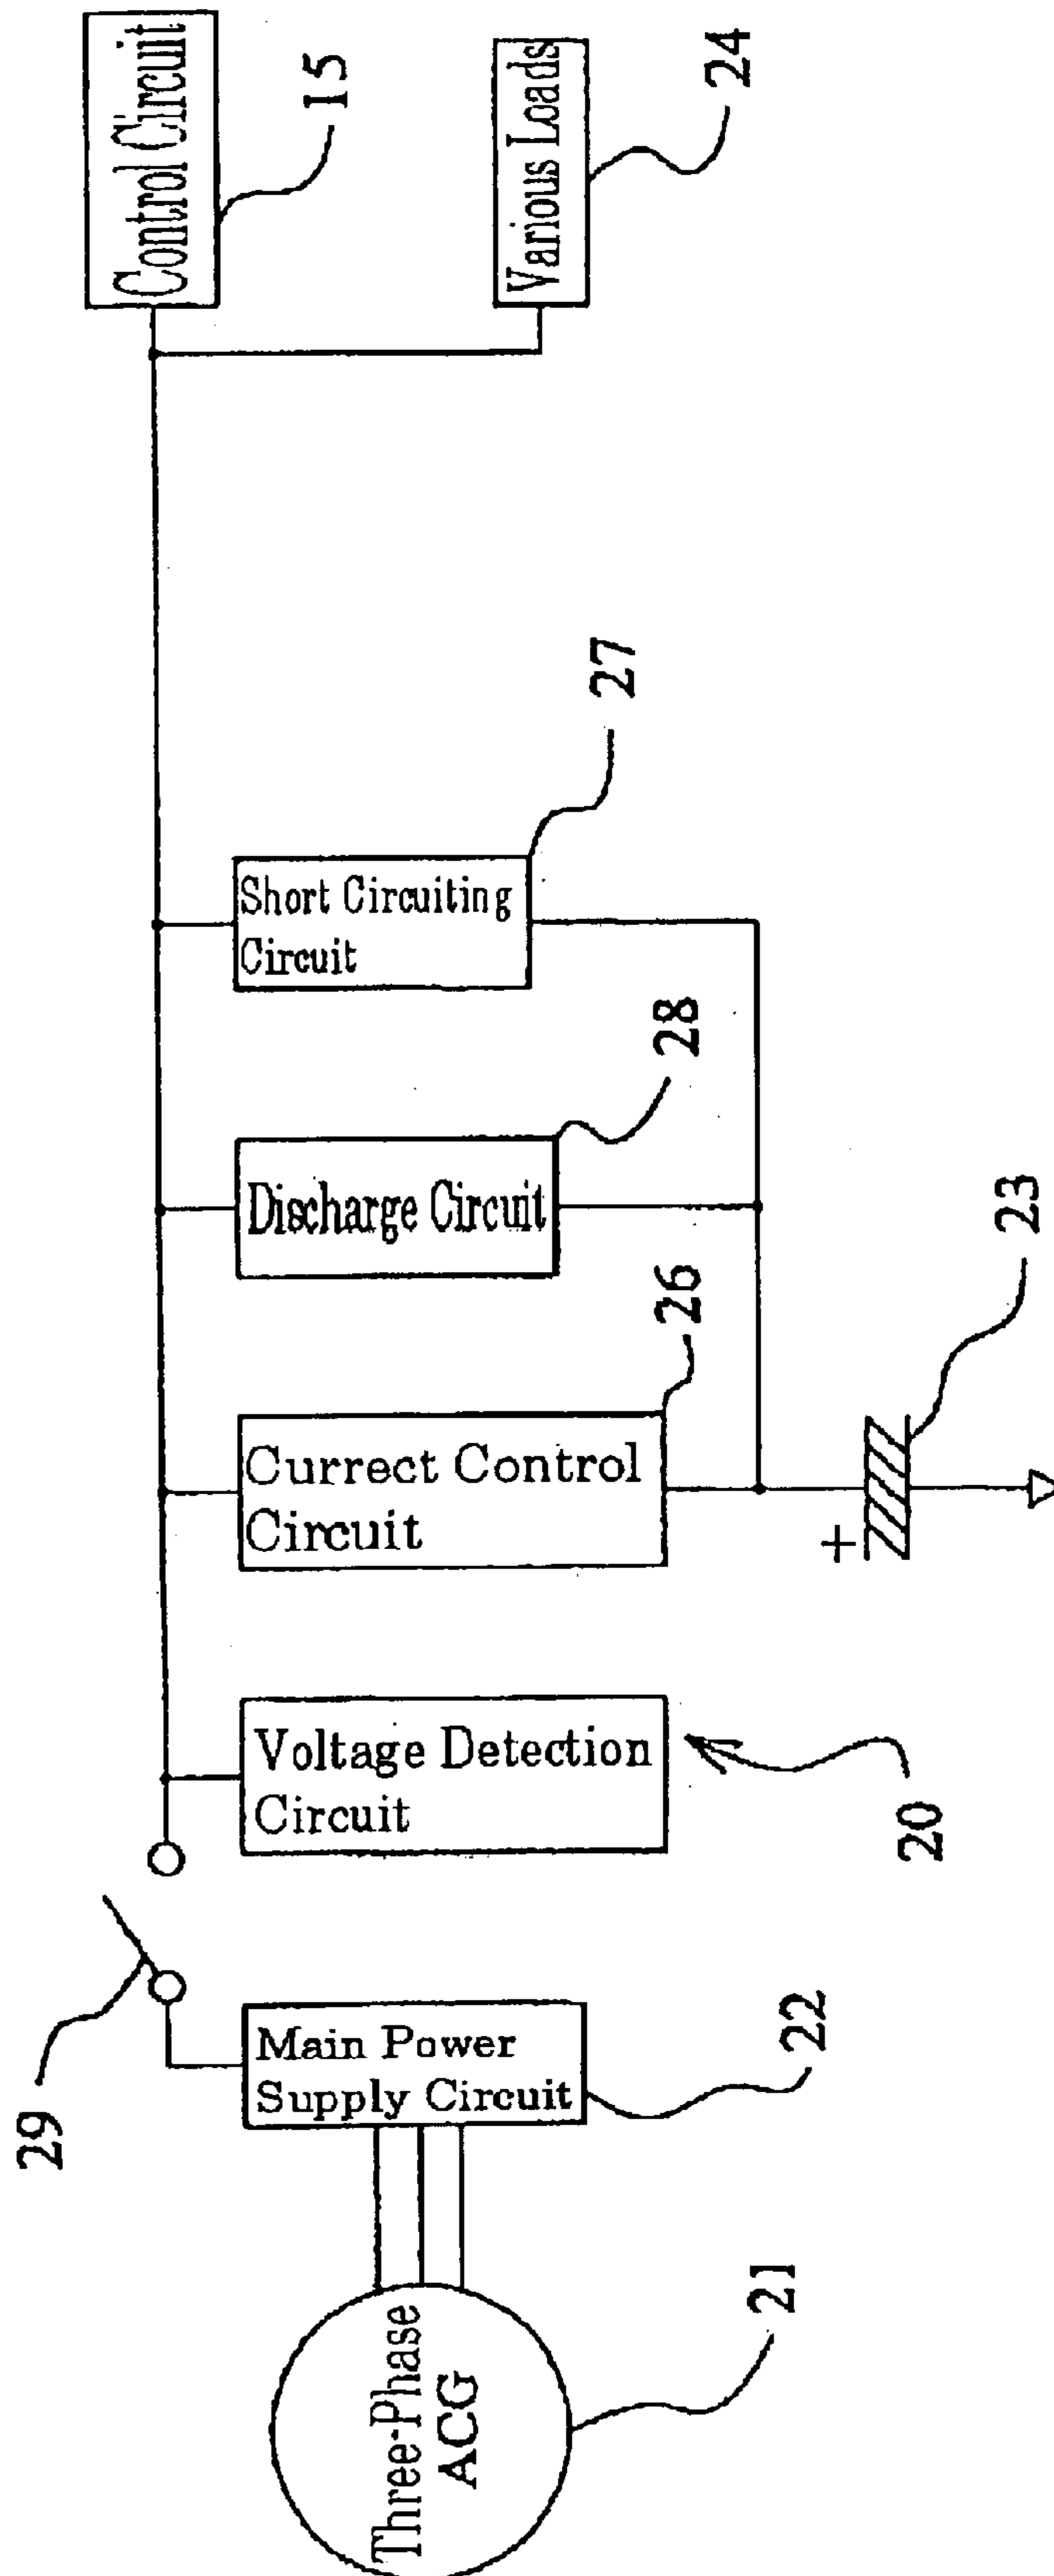 29
Three-Phase
ACG
21
Main Power
Supply Circuit
22
Voltage Detection
Circuit
20
Currect Control
Circuit
26
+
23
Discharge Circuit
28
Short Circuiting
Circuit
27
Control Circuit
15
Various Loads
24